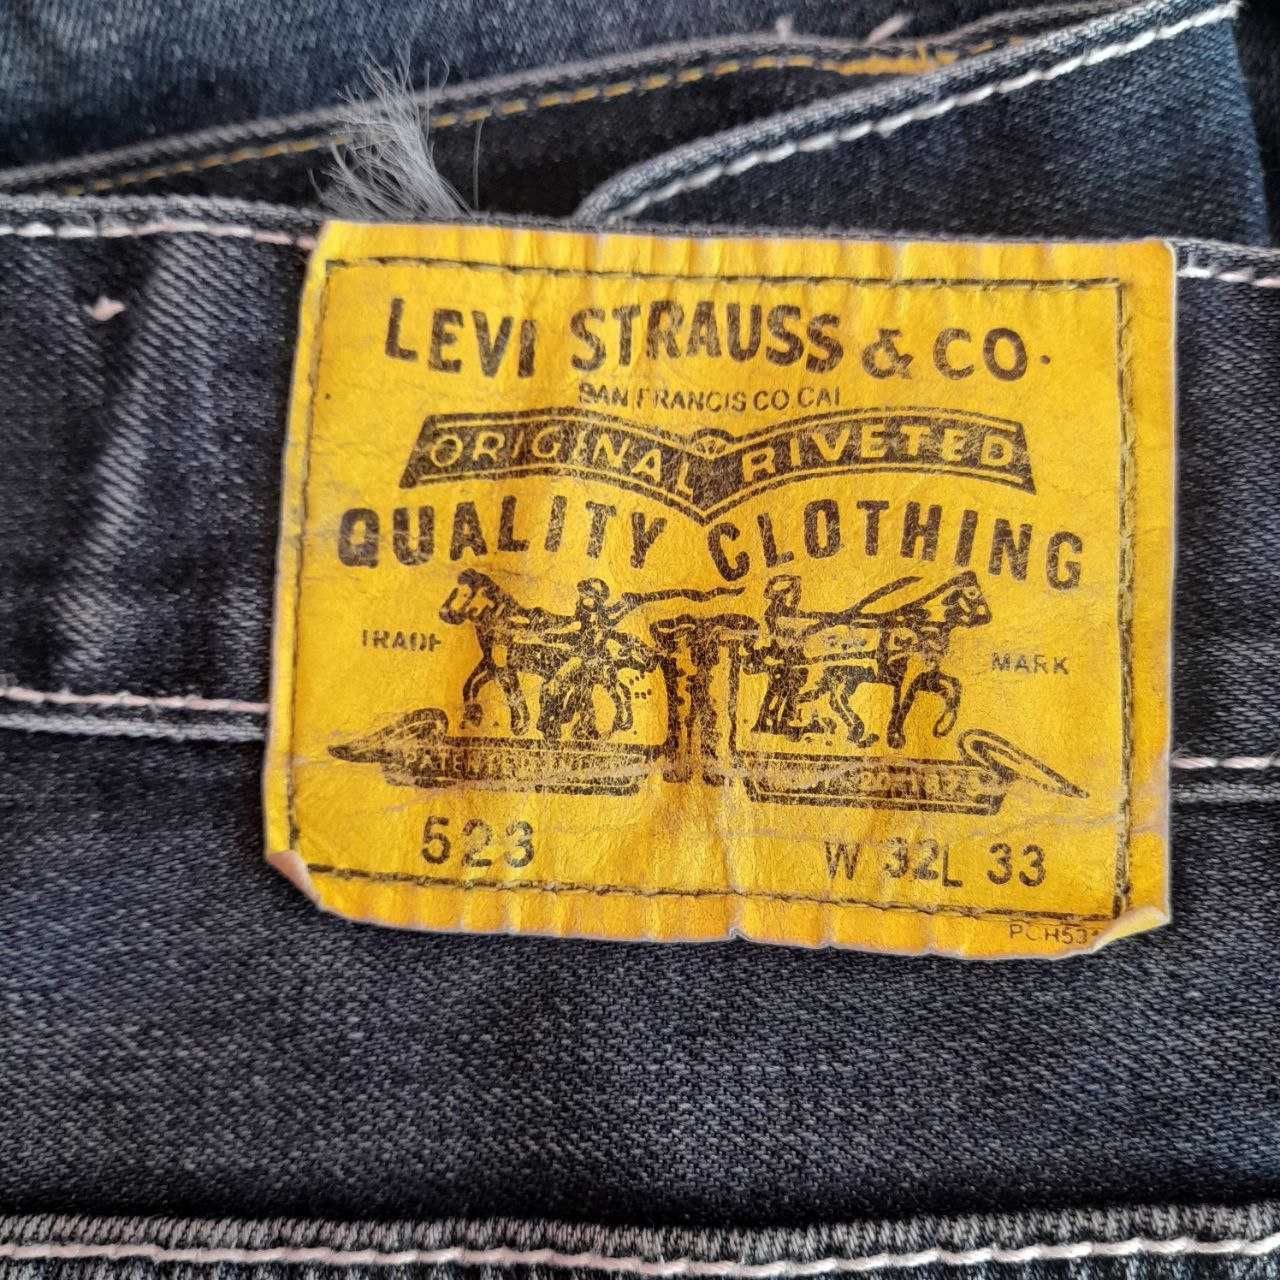 LEVI STRAUSS & CO.
SAN FRANCISCO CAL
ORIGINAL RIVETED
QUALITY CLOTHING
TRADE MARK
523 W 32 L 33